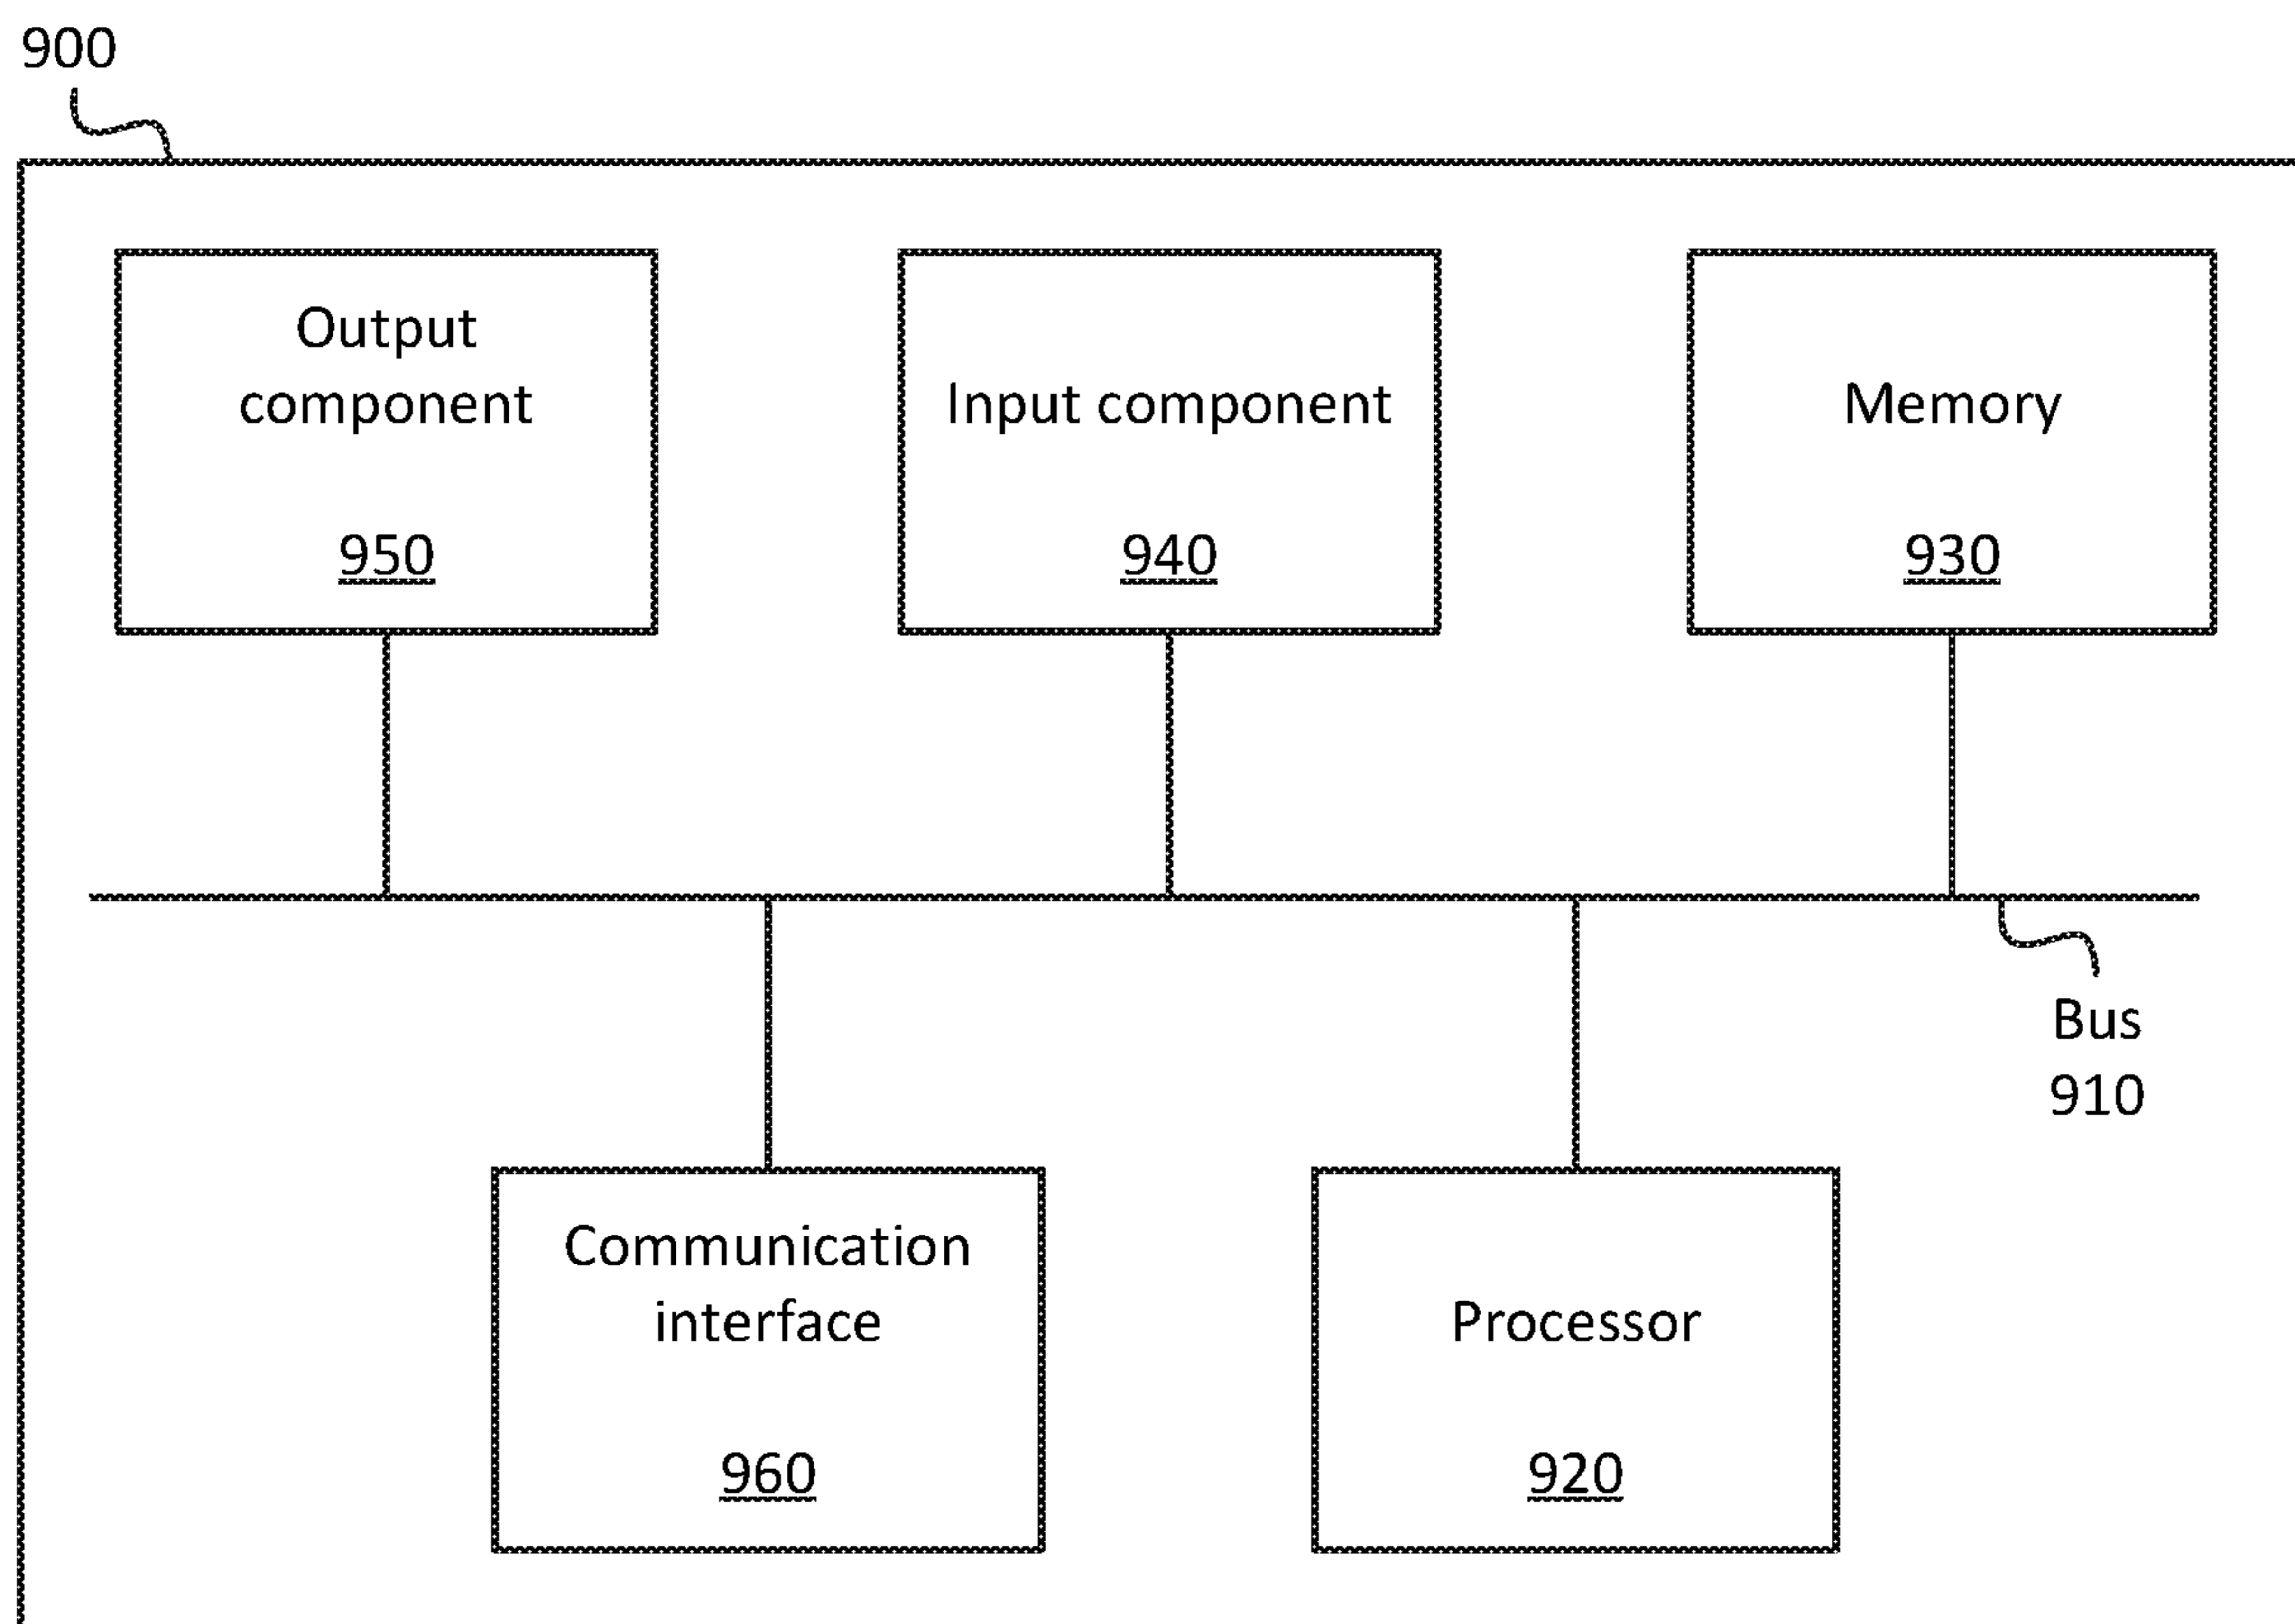 900
Output
component
950
Input component
940
Memory
930
Bus
910
Communication
interface
960
Processor
920